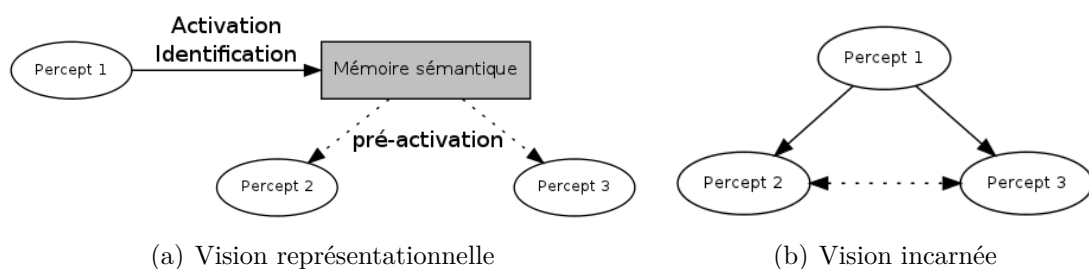 Activation
Identification
Percept 1
Mémoire sémantique
pré-activation
Percept 2
Percept 3
(a) Vision représentationnelle
Percept 1
Percept 2
Percept 3
(b) Vision incarnée